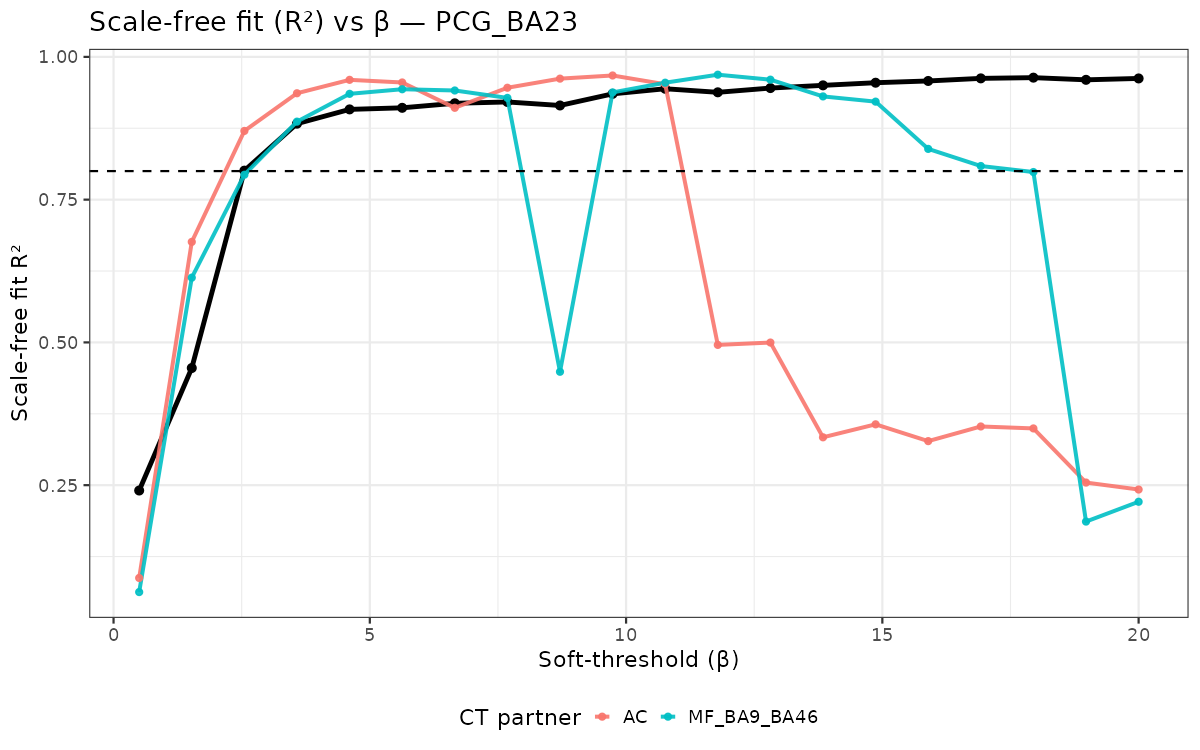 Scale-free fit (R²) vs β — PCG_BA23
1.00
0.75
0.50
0.25
Scale-free fit R²
0
5
10
15
20
Soft-threshold (β)
CT partner
AC
MF_BA9_BA46